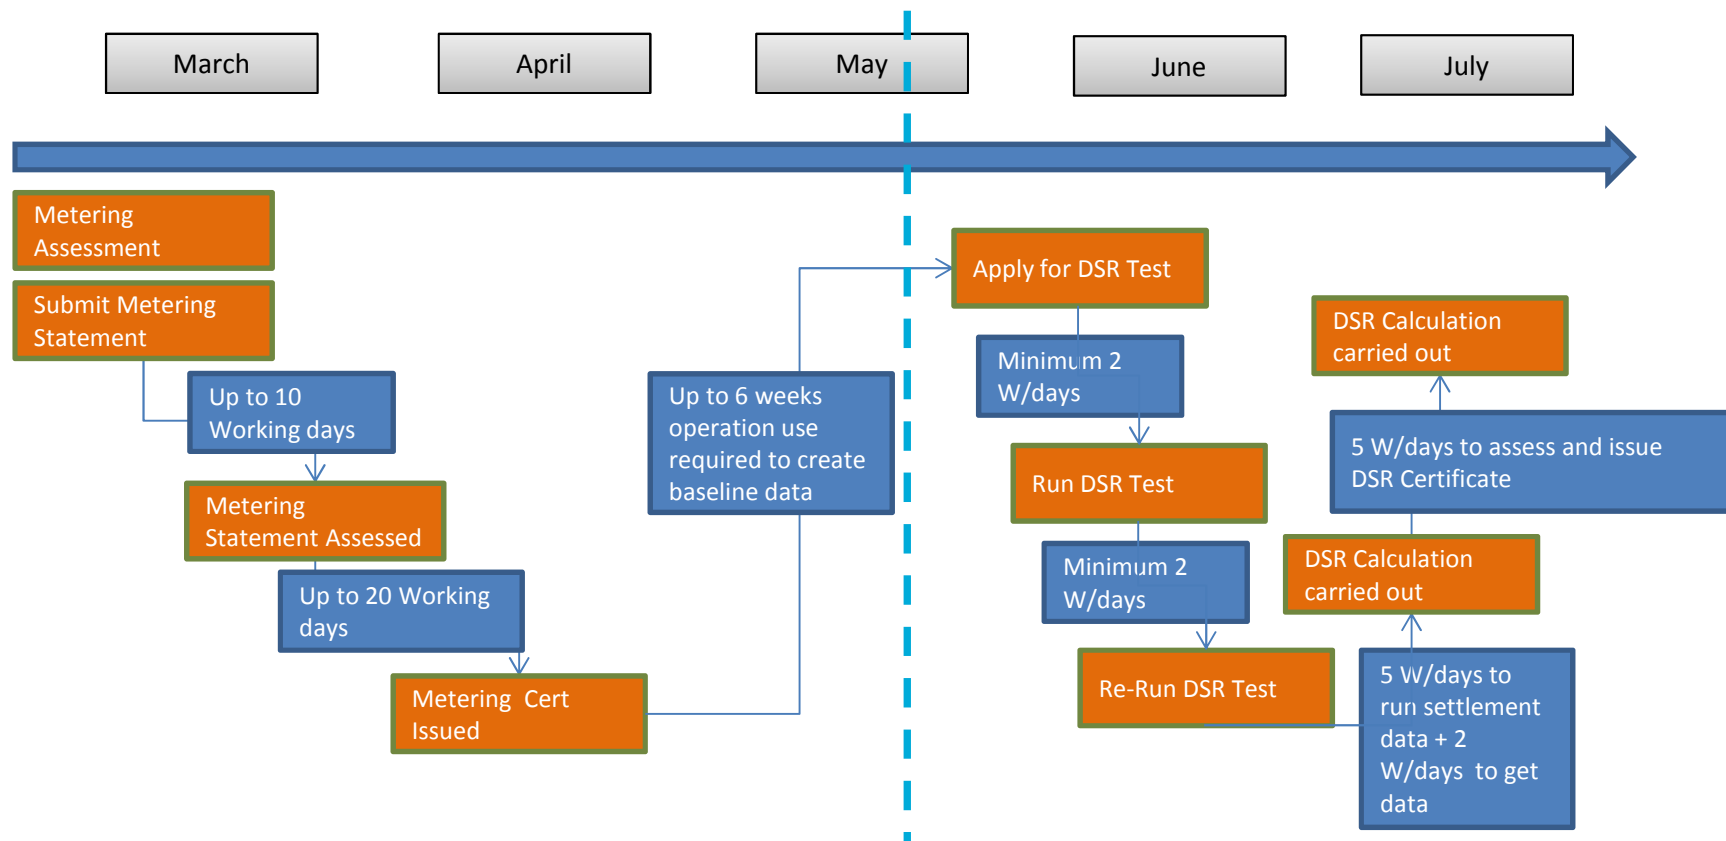 March
April
May
June
July
Metering
Assessment
Submit Metering
Statement
Up to 10
Working days
Metering
Statement Assessed
Up to 20 Working
days
Metering  Cert
Issued
Up to 6 weeks
operation use
required to create
baseline data
Apply for DSR Test
Minimum 2
W/days
Run DSR Test
Minimum 2
W/days
Re-Run DSR Test
DSR Calculation
carried out
5 W/days to assess and issue
DSR Certificate
DSR Calculation
carried out
5 W/days to
run settlement
data + 2
W/days  to get
data